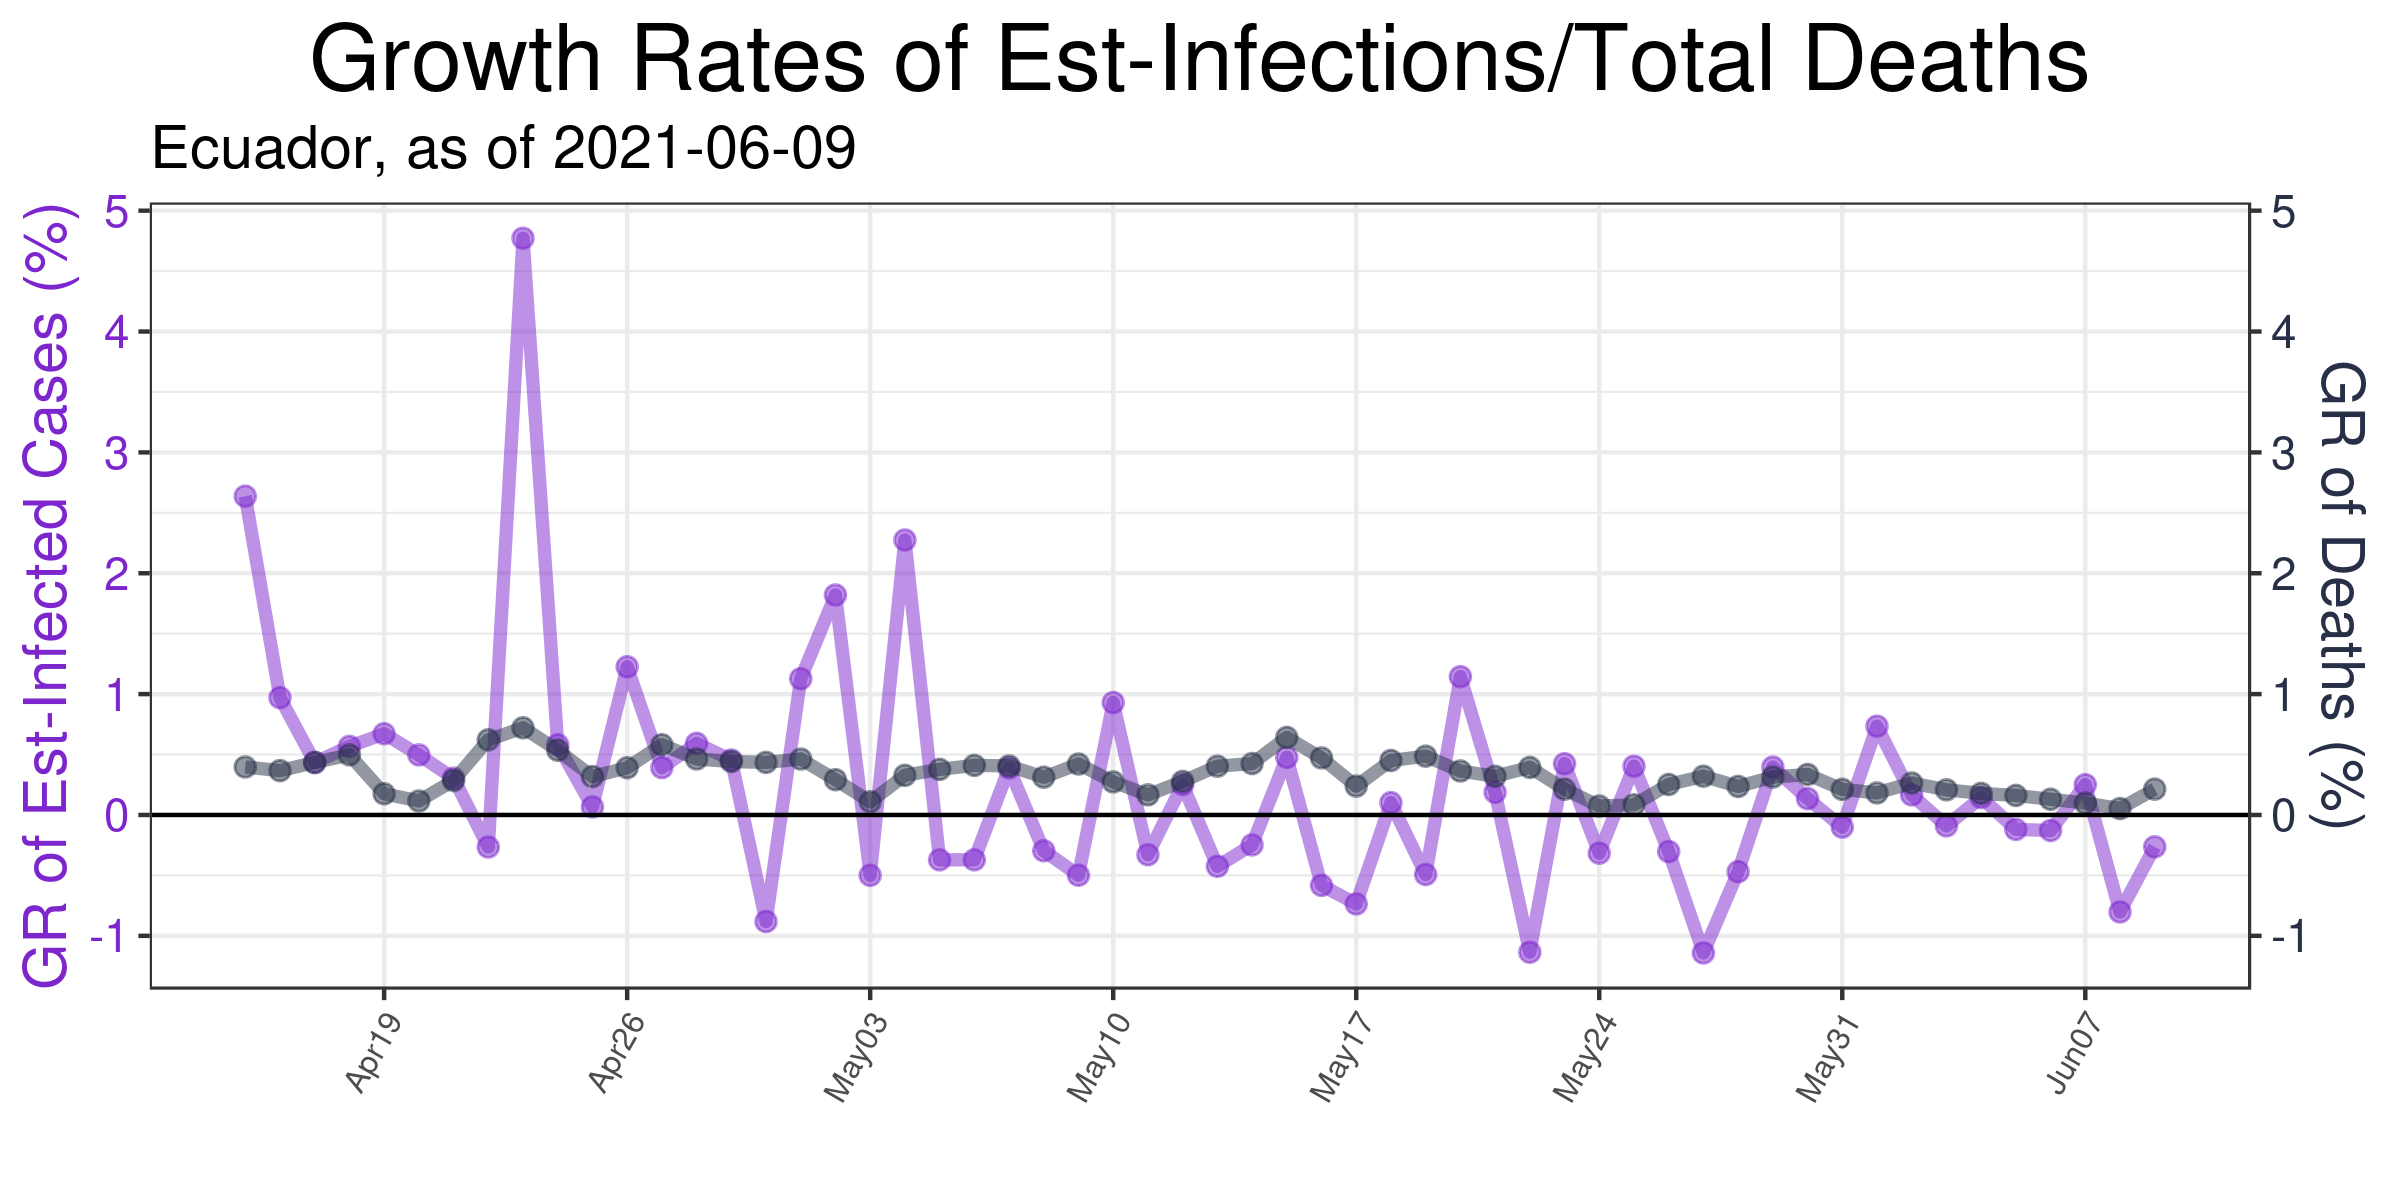 Growth Rates of Est-Infections/Total Deaths
Ecuador, as of 2021-06-09
GR of Est-Infected Cases (%)
5
4
3
2
1
0
-1
5
4
3
2
1
0
-1
GR of Deaths (%)
Apr19
Apr26
May03
May10
May17
May24
May31
Jun07